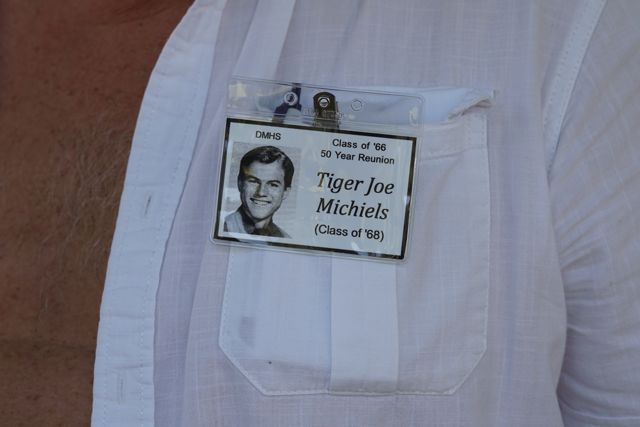 DMHS
Class of '66
50 Year Reunion
Tiger Joe
Michiels
(Class of '68)